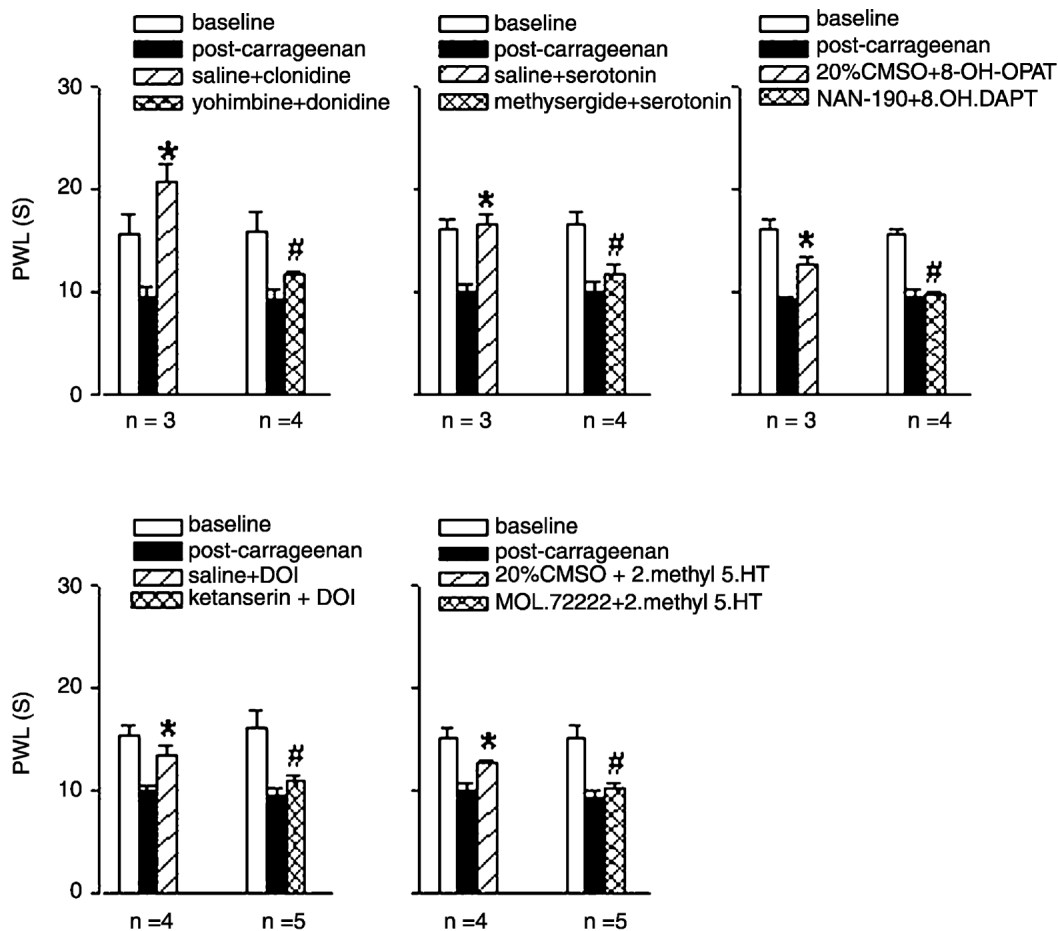 baseline
post-carrageenan
saline+clonidine
yohimbine+donidine
30
20
10
0
PWL (S)
*
#
n = 3
n =4
baseline
post-carrageenan
saline+serotonin
methysergide+serotonin
*
#
n = 3
n =4
baseline
post-carrageenan
20%CMSO+8-OH-OPAT
NAN-190+8.OH.DAPT
*
#
n = 3
n =4
baseline
post-carrageenan
saline+DOI
ketanserin + DOI
30
20
10
0
PWL (S)
*
#
n =4
n =5
baseline
post-carrageenan
20%CMSO + 2.methyl 5.HT
MOL.72222+2.methyl 5.HT
*
#
n =4
n =5